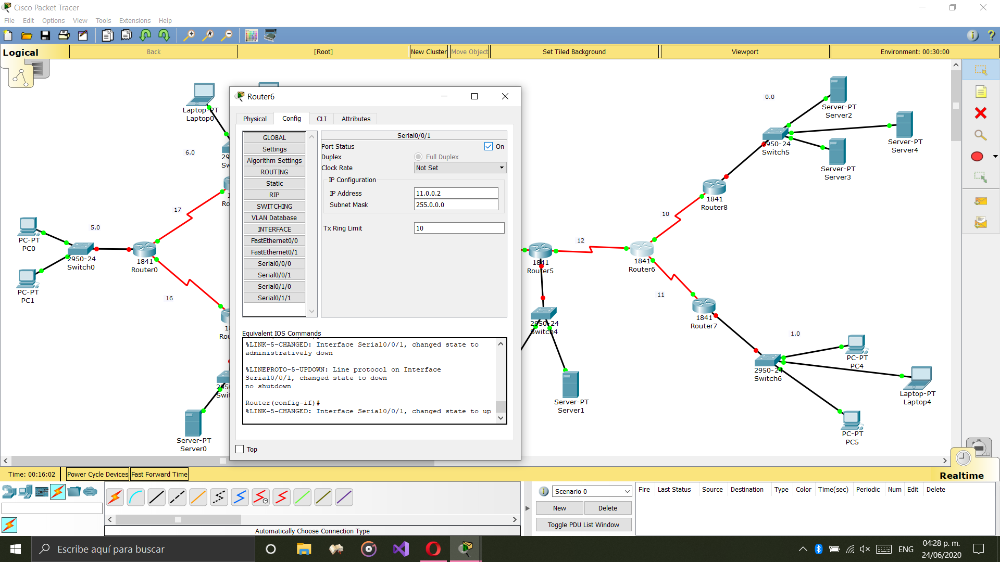 Cisco Packet Tracer
File Edit Options View Tools Extensions Help
Logical
Back
[Root]
New Cluster
Move Object
Set Tiled Background
Viewport
Environment: 00:30:00
Laptop-PT
Laptop0
6.0
17
5.0
PC-PT
PC0
2950-24
Switch0
1841
Router0
PC-PT
PC1
16
Server-PT
Server0
Router6
Physical
Config
CLI
Attributes
GLOBAL
Settings
Algorithm Settings
ROUTING
Static
RIP
SWITCHING
VLAN Database
INTERFACE
FastEthernet0/0
FastEthernet0/1
Serial0/0/0
Serial0/0/1
Serial0/1/0
Serial0/1/1
Serial0/0/1
Port Status
On
Duplex
Full Duplex
Clock Rate
Not Set
IP Configuration
IP Address
11.0.0.2
Subnet Mask
255.0.0.0
Tx Ring Limit
10
Equivalent IOS Commands
%LINK-5-CHANGED: Interface Serial0/0/1, changed state to
administratively down
%LINEPROTO-5-UPDOWN: Line protocol on Interface
Serial0/0/1, changed state to down
no shutdown
Router(config-if)#
%LINK-5-CHANGED: Interface Serial0/0/1, changed state to up
Top
0.0
Server-PT
Server2
Server-PT
Server4
2950-24
Switch5
Server-PT
Server3
1841
Router8
10
12
1841
Router5
1841
Router6
11
2950-24
Switch4
1841
Router7
1.0
PC-PT
PC4
2950-24
Switch6
Laptop-PT
Laptop4
Server-PT
Server1
PC-PT
PC5
Time: 00:16:02
Power Cycle Devices
Fast Forward Time
Realtime
Scenario 0
New
Delete
Toggle PDU List Window
Fire Last Status Source Destination Type Color Time(sec) Periodic Num Edit Delete
Automatically Choose Connection Type
Escribe aquí para buscar
ENG
04:28 p. m.
24/06/2020